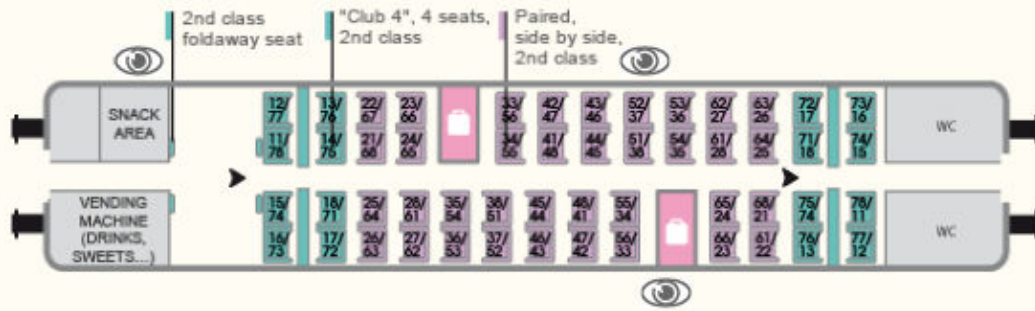 2nd class
foldaway seat
"Club 4", 4 seats,
2nd class
Paired,
side by side,
2nd class
SNACK
AREA
12/ 13/ 22/ 23/ 33/ 42/ 43/ 52/ 53/ 62/ 63/ 72/ 73/
77 76 67 66 56 47 46 37 36 27 26 17 16
11/ 14/ 21/ 24/ 34/ 41/ 44/ 51/ 54/ 61/ 64/ 71/ 74/
78 75 68 65 55 48 45 38 35 28 25 18 15
WC
VENDING
MACHINE
(DRINKS,
SWEETS...)
15/ 18/ 25/ 28/ 35/ 38/ 45/ 48/ 55/ 65/ 68/ 75/ 78/
74 71 64 61 54 51 44 41 34 24 21 74 11
16/ 17/ 26/ 27/ 36/ 37/ 46/ 47/ 56/ 66/ 61/ 76/ 77/
73 72 63 62 53 52 43 42 33 23 22 13 12
WC